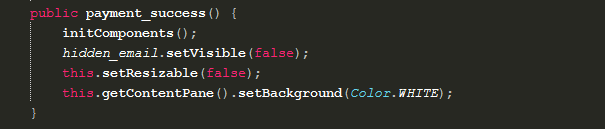 public payment_success() {
initComponents();
hidden_email.setVisible(false);
this.setResizable(false);
this.getContentPane().setBackground(Color.WHITE);
}